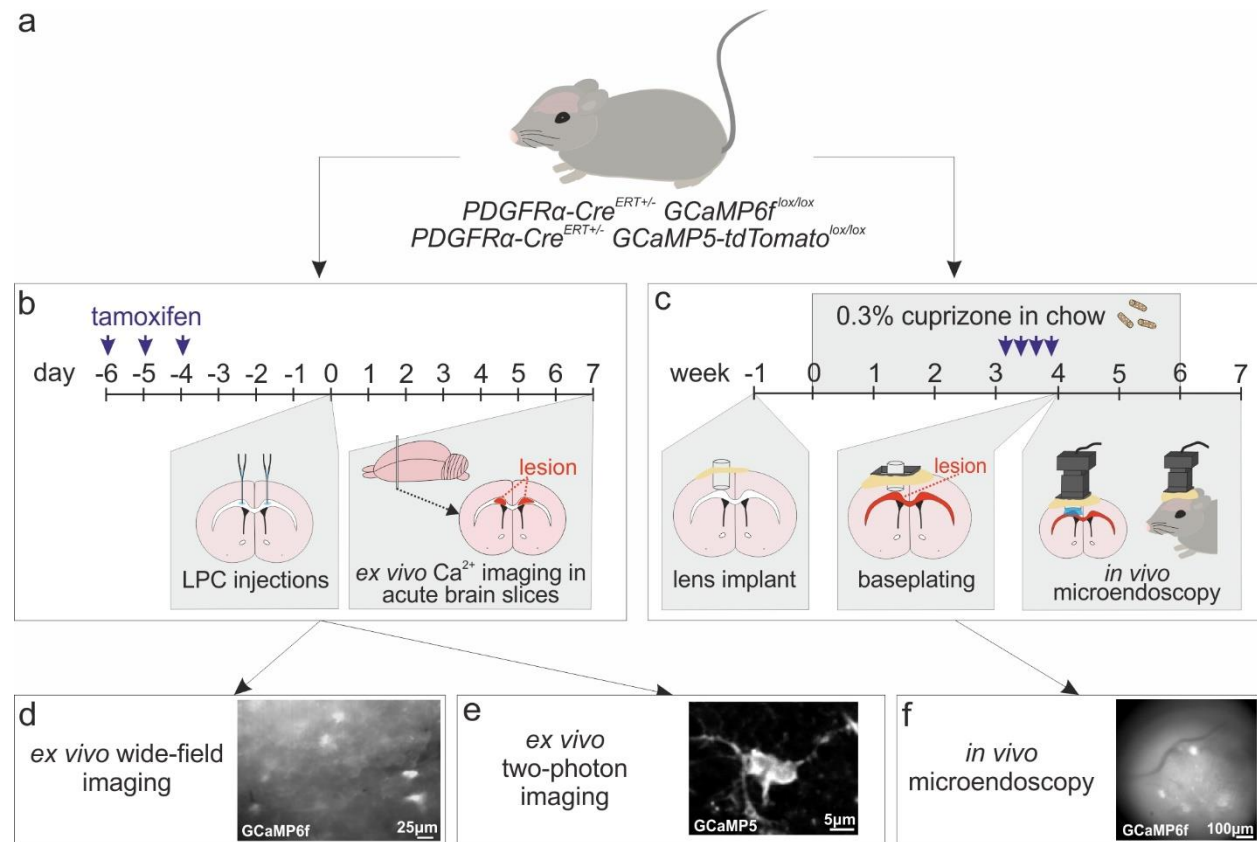 a
PDGFRα-Cre^ERT+/- GCaMP6f^lox/lox
PDGFRα-Cre^ERT+/- GCaMP5-tdTomato^lox/lox
b
tamoxifen
day -6 -5 -4 -3 -2 -1 0 1 2 3 4 5 6 7
lesion
LPC injections
ex vivo Ca²⁺ imaging in
acute brain slices
c
0.3% cuprizone in chow
week -1 0 1 2 3 4 5 6 7
lesion
lens implant
baseplating
in vivo
microendoscopy
d
ex vivo wide-field
imaging
GCaMP6f 25µm
e
ex vivo
two-photon
imaging
GCaMP5 5µm
f
in vivo
microendoscopy
GCaMP6f 100µm